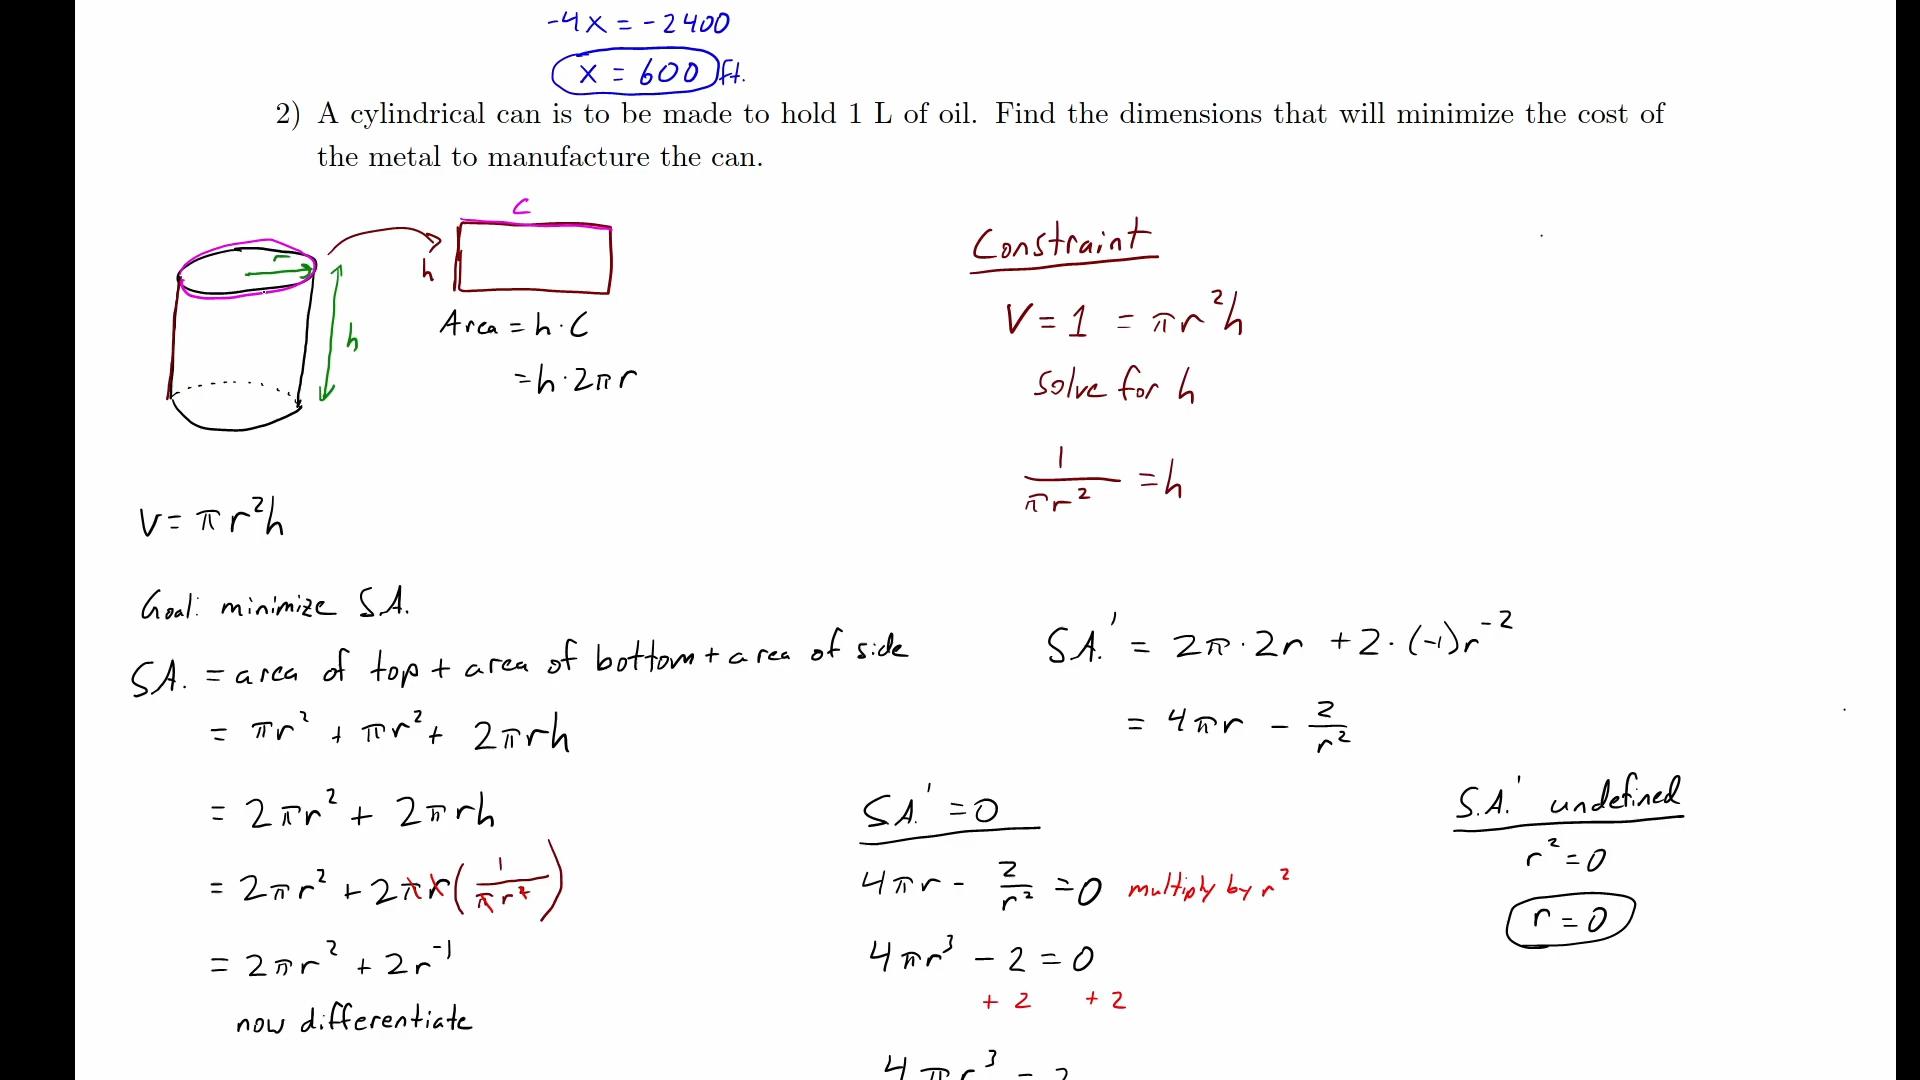 -4x = -2400
x = 600 ft.
2) A cylindrical can is to be made to hold 1 L of oil. Find the dimensions that will minimize the cost of
the metal to manufacture the can.
C
r
h
h
Area = h · C
= h · 2πr
Constraint
V = 1 = πr²h
solve for h
1/(πr²) = h
V = πr²h
Goal: minimize S.A.
S.A. = area of top + area of bottom + area of side
= πr² + πr² + 2πrh
= 2πr² + 2πrh
= 2πr² + 2πr(1/(πr²))
= 2πr² + 2r⁻¹
now differentiate
S.A.' = 2π · 2r + 2 · (-1)r⁻²
= 4πr - 2/r²
S.A.' = 0
4πr - 2/r² = 0 multiply by r²
4πr³ - 2 = 0
+ 2 + 2
4πr³ = 2
S.A.' undefined
r² = 0
r = 0